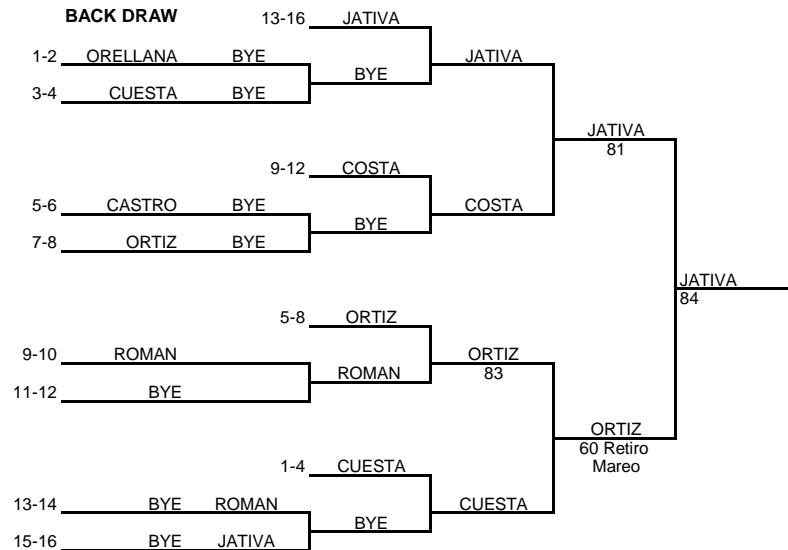 BACK DRAW
13-16 JATIVA
1-2 ORELLANA BYE JATIVA
BYE
3-4 CUESTA BYE
JATIVA
81
9-12 COSTA
5-6 CASTRO BYE COSTA
BYE
7-8 ORTIZ BYE
JATIVA
84
5-8 ORTIZ
9-10 ROMAN ORTIZ
ROMAN 83
11-12 BYE
ORTIZ
60 Retiro
Mareo
1-4 CUESTA
13-14 BYE ROMAN CUESTA
BYE
15-16 BYE JATIVA